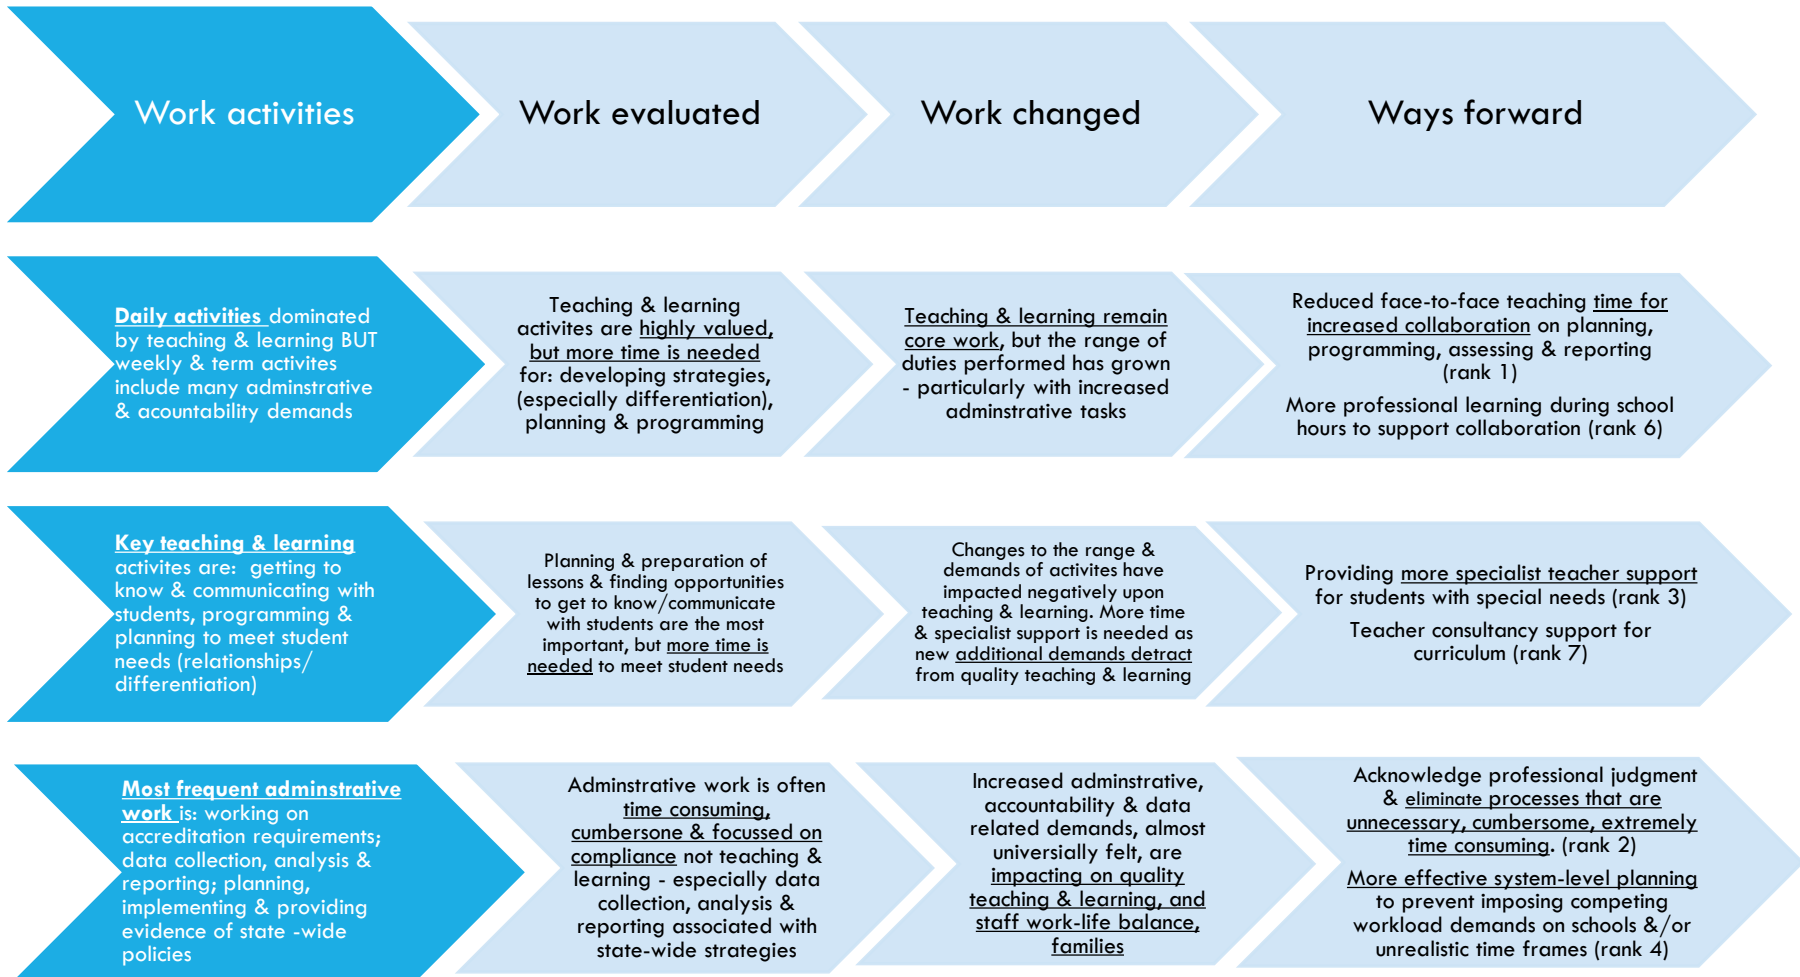 Work activities
Work evaluated
Work changed
Ways forward
Daily activities dominated
by teaching & learning BUT
weekly & term activites
include many adminstrative
& acountability demands
Teaching & learning
activites are highly valued,
but more time is needed
for: developing strategies,
(especially differentiation),
planning & programming
Teaching & learning remain
core work, but the range of
duties performed has grown
- particularly with increased
adminstrative tasks
Reduced face-to-face teaching time for
increased collaboration on planning,
programming, assessing & reporting
(rank 1)
More professional learning during school
hours to support collaboration (rank 6)
Key teaching & learning
activites are:  getting to
know & communicating with
students, programming &
planning to meet student
needs (relationships/
differentiation)
Planning & preparation of
lessons & finding opportunities
to get to know/communicate
with students are the most
important, but more time is
needed to meet student needs
Changes to the range &
demands of activites have
impacted negatively upon
teaching & learning. More time
& specialist support is needed as
new additional demands detract
from quality teaching & learning
Providing more specialist teacher support
for students with special needs (rank 3)
Teacher consultancy support for
curriculum (rank 7)
Most frequent adminstrative
work is: working on
accreditation requirements;
data collection, analysis &
reporting; planning,
implementing & providing
evidence of state -wide
policies
Adminstrative work is often
time consuming,
cumbersone & focussed on
compliance not teaching &
learning - especially data
collection, analysis &
reporting associated with
state-wide strategies
Increased adminstrative,
accountability & data
related demands, almost
universially felt, are
impacting on quality
teaching & learning, and
staff work-life balance,
families
Acknowledge professional judgment
& eliminate processes that are
unnecessary, cumbersome, extremely
time consuming. (rank 2)
More effective system-level planning
to prevent imposing competing
workload demands on schools &/or
unrealistic time frames (rank 4)